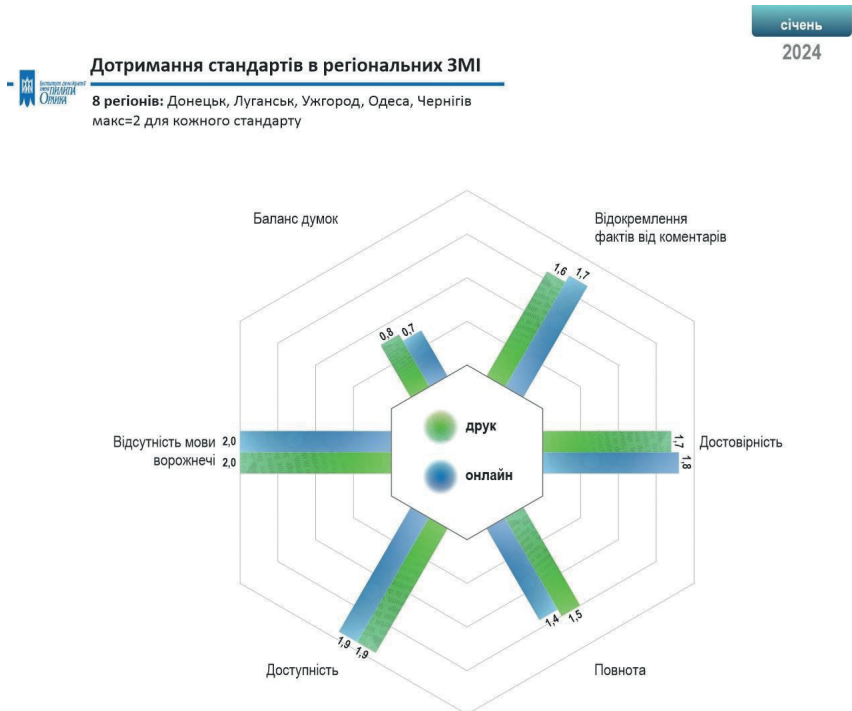 січень
2024
Дотримання стандартів в регіональних ЗМІ
ПИЛИПА
ОРЛИКА
8 регіонів: Донецьк, Луганськ, Ужгород, Одеса, Чернігів
макс=2 для кожного стандарту
Баланс думок
Відокремлення
фактів від коментарів
1,6
1,7
0,8
0,7
друк
онлайн
Відсутність мови
ворожнечі
2,0
2,0
1,7
1,8
Достовірність
1,9
1,9
1,4
1,5
Доступність
Повнота